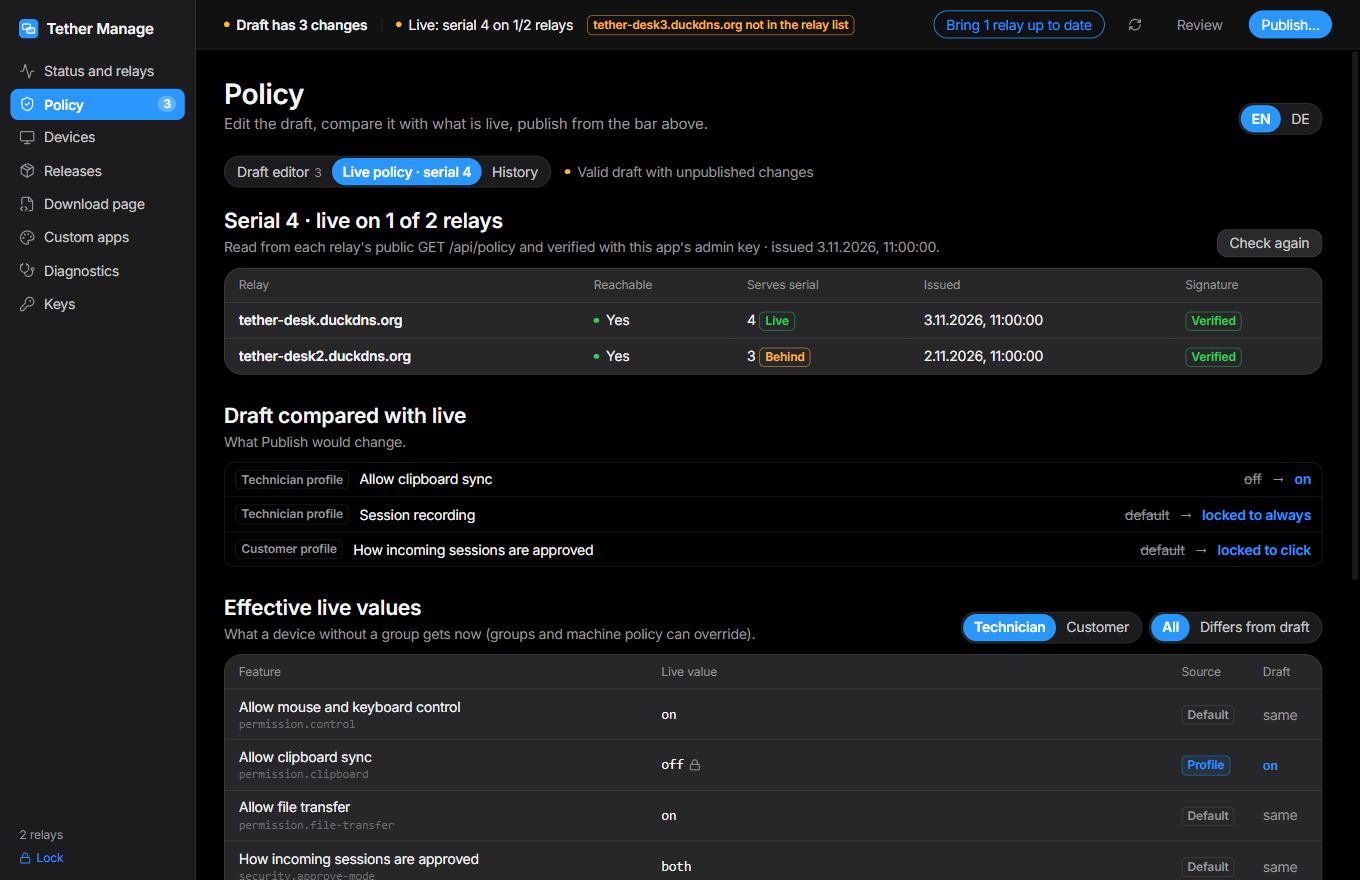 Tether Manage
Draft has 3 changes
Live: serial 4 on 1/2 relays
tether-desk3.duckdns.org not in the relay list
Bring 1 relay up to date
Review
Publish...
Status and relays
Policy 3
Devices
Releases
Download page
Custom apps
Diagnostics
Keys
2 relays
Lock
Policy
Edit the draft, compare it with what is live, publish from the bar above.
EN DE
Draft editor 3
Live policy · serial 4
History
Valid draft with unpublished changes
Serial 4 · live on 1 of 2 relays
Read from each relay's public GET /api/policy and verified with this app's admin key · issued 3.11.2026, 11:00:00.
Check again
Relay Reachable Serves serial Issued Signature
tether-desk.duckdns.org Yes 4 Live 3.11.2026, 11:00:00 Verified
tether-desk2.duckdns.org Yes 3 Behind 2.11.2026, 11:00:00 Verified
Draft compared with live
What Publish would change.
Technician profile Allow clipboard sync off → on
Technician profile Session recording default → locked to always
Customer profile How incoming sessions are approved default → locked to click
Effective live values
What a device without a group gets now (groups and machine policy can override).
Technician Customer
All Differs from draft
Feature Live value Source Draft
Allow mouse and keyboard control
permission.control
on Default same
Allow clipboard sync
permission.clipboard
off Profile on
Allow file transfer
permission.file-transfer
on Default same
How incoming sessions are approved
security.approve-mode
both Default same